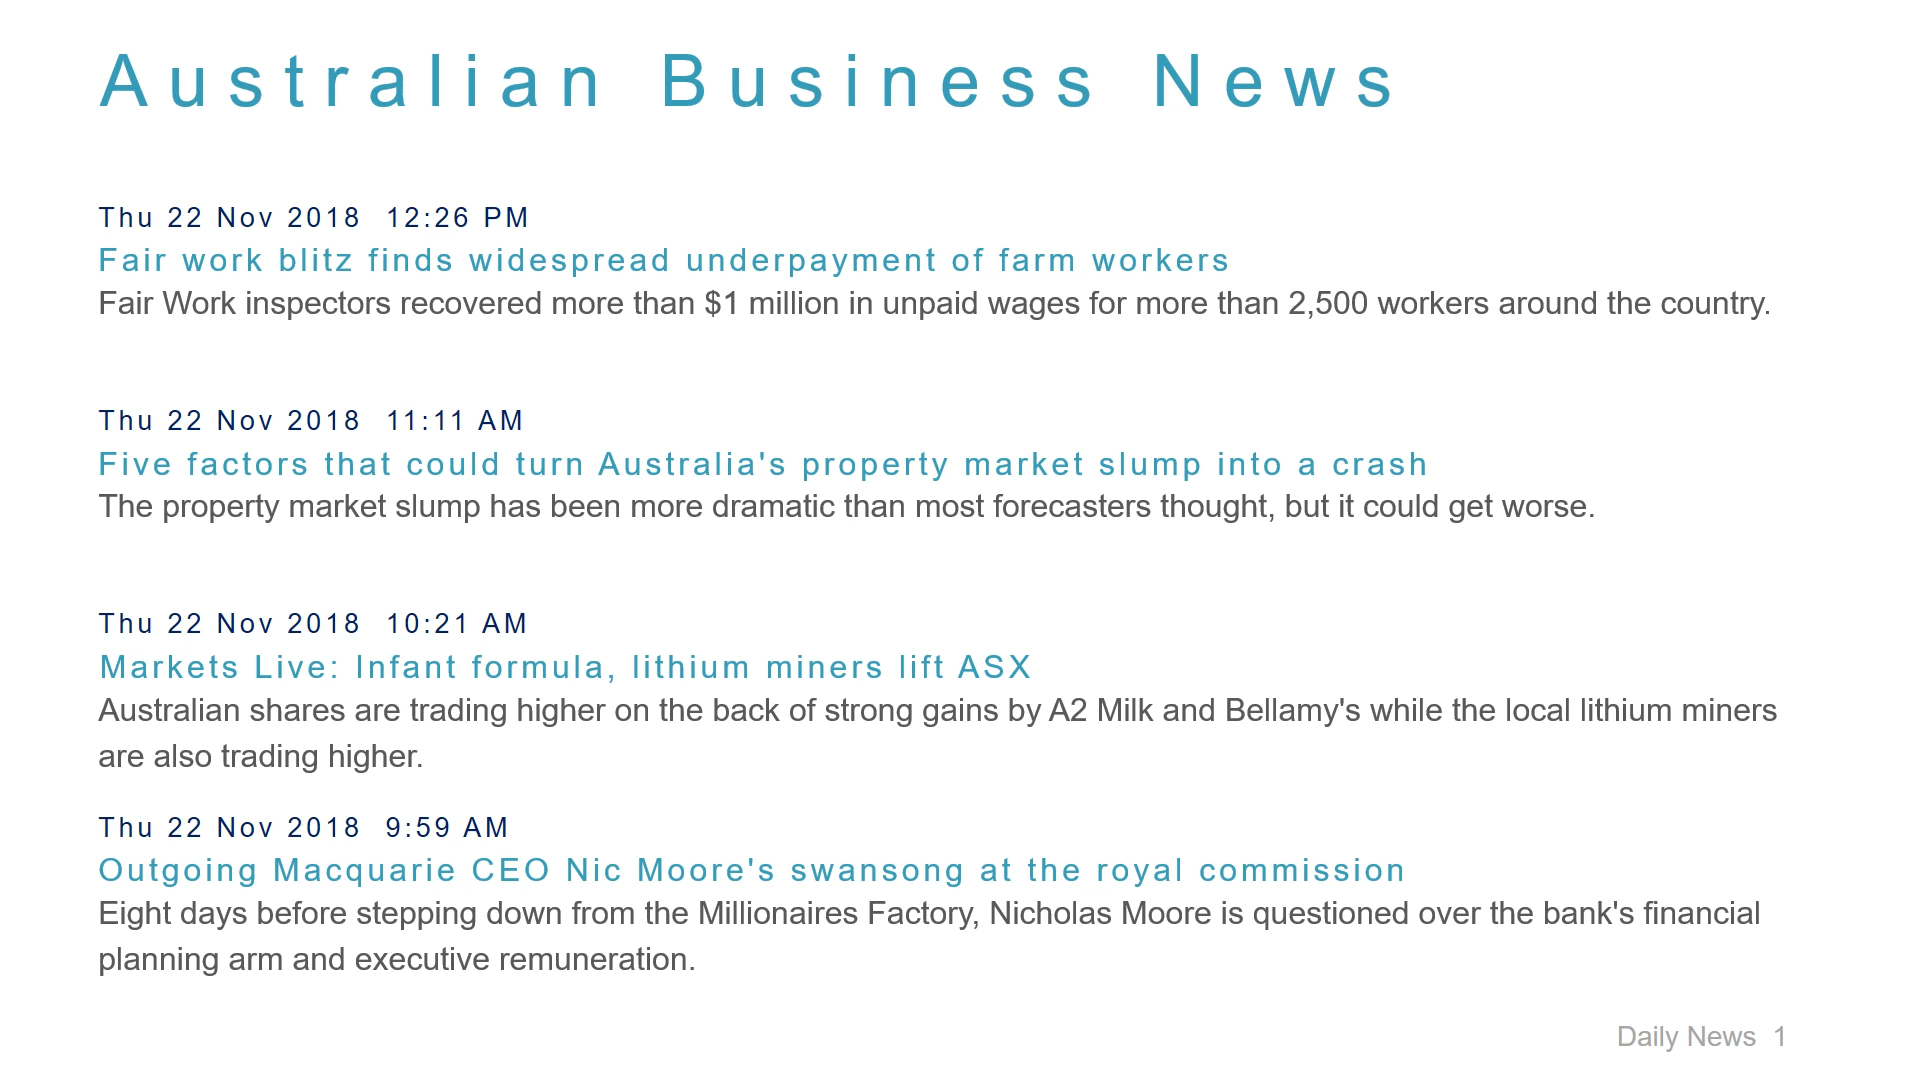 Australian Business News
Thu 22 Nov 2018 12:26 PM
Fair work blitz finds widespread underpayment of farm workers
Fair Work inspectors recovered more than $1 million in unpaid wages for more than 2,500 workers around the country.
Thu 22 Nov 2018 11:11 AM
Five factors that could turn Australia's property market slump into a crash
The property market slump has been more dramatic than most forecasters thought, but it could get worse.
Thu 22 Nov 2018 10:21 AM
Markets Live: Infant formula, lithium miners lift ASX
Australian shares are trading higher on the back of strong gains by A2 Milk and Bellamy's while the local lithium miners
are also trading higher.
Thu 22 Nov 2018 9:59 AM
Outgoing Macquarie CEO Nic Moore's swansong at the royal commission
Eight days before stepping down from the Millionaires Factory, Nicholas Moore is questioned over the bank's financial
planning arm and executive remuneration.
Daily News 1